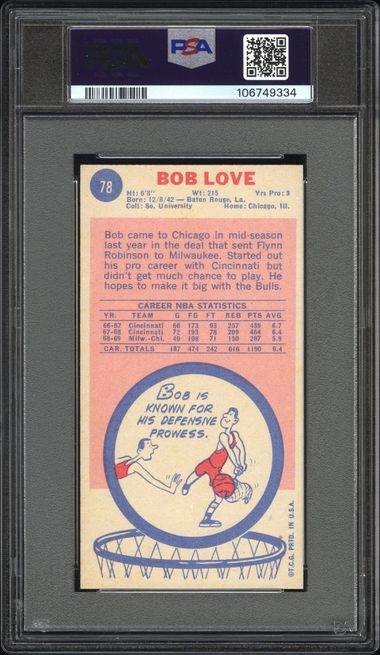 PSA
PSA
106749334
78
BOB LOVE
Ht: 6'8" Wt: 215 Yrs Pro: 3
Born: 12/8/42 — Baton Rouge, La.
Coll: So. University Home: Chicago, Ill.
Bob came to Chicago in mid-season
last year in the deal that sent Flynn
Robinson to Milwaukee. Started out
his pro career with Cincinnati but
didn't get much chance to play. He
hopes to make it big with the Bulls.
CAREER NBA STATISTICS
YR. TEAM G FG FT REB PTS AVG
66-67 Cincinnati 66 173 93 257 439 6.7
67-68 Cincinnati 72 193 78 209 464 6.4
68-69 Milw.-Chi. 49 108 71 150 287 5.9
CAR. TOTALS 187 474 242 616 1190 6.4
BOB IS
KNOWN FOR
HIS DEFENSIVE
PROWESS.
©T.C.G. PRTD. IN U.S.A.